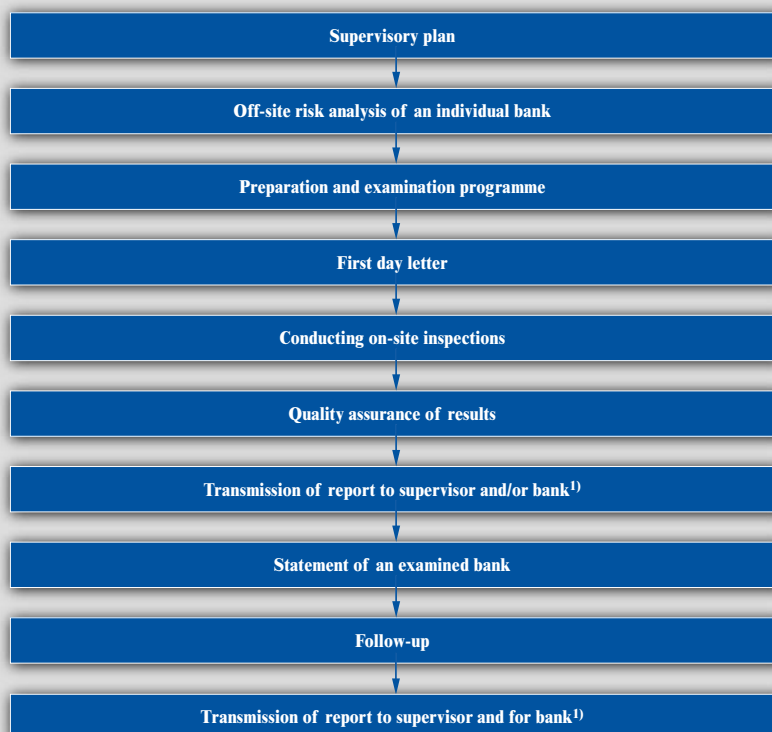 Supervisory plan
Off-site risk analysis of an individual bank
Preparation and examination programme
First day letter
Conducting on-site inspections
Quality assurance of results
Transmission of report to supervisor and/or bank¹⁾
Statement of an examined bank
Follow-up
Transmission of report to supervisor and for bank¹⁾